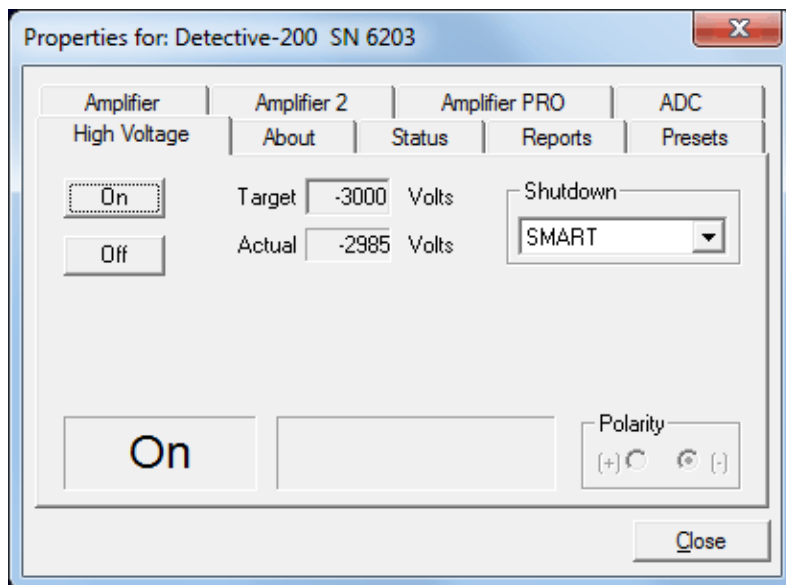 Properties for: Detective-200 SN 6203
Amplifier Amplifier 2 Amplifier PRO ADC
High Voltage About Status Reports Presets
On Target -3000 Volts Shutdown
SMART
Off Actual -2985 Volts
On
Polarity
(+) (-)
Close